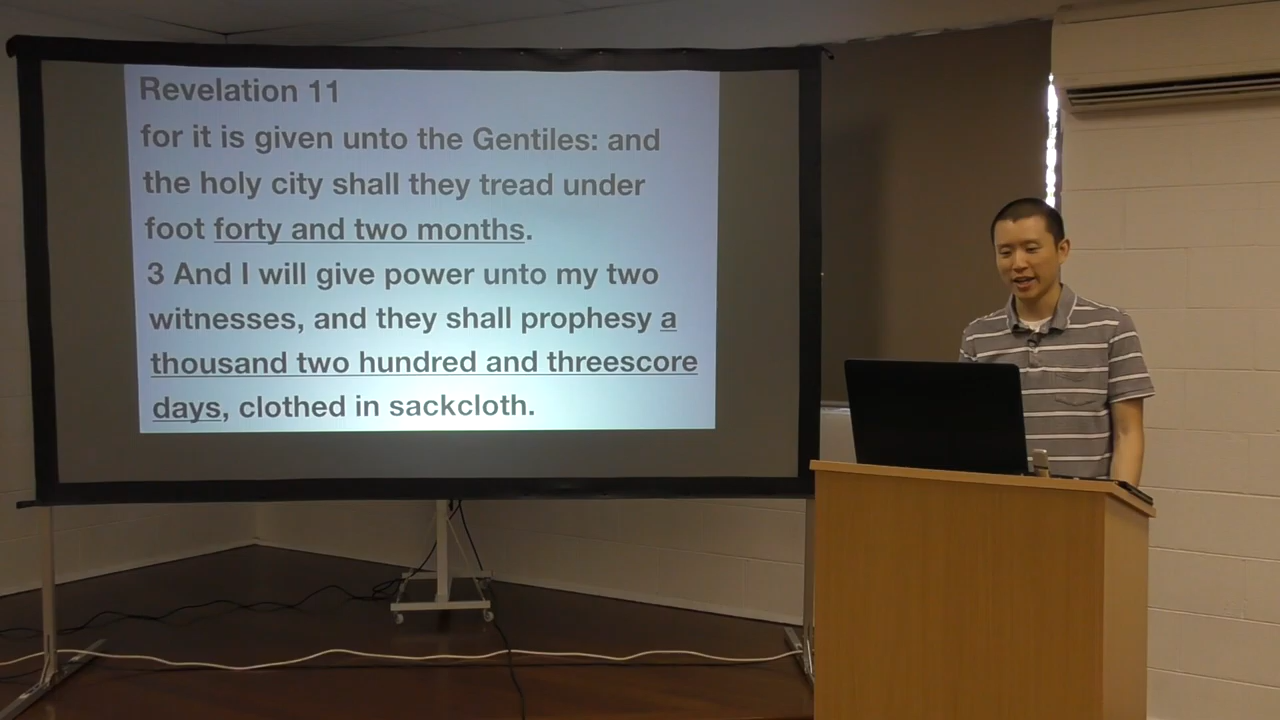 Revelation 11
for it is given unto the Gentiles: and
the holy city shall they tread under
foot forty and two months.
3 And I will give power unto my two
witnesses, and they shall prophesy a
thousand two hundred and threescore
days, clothed in sackcloth.